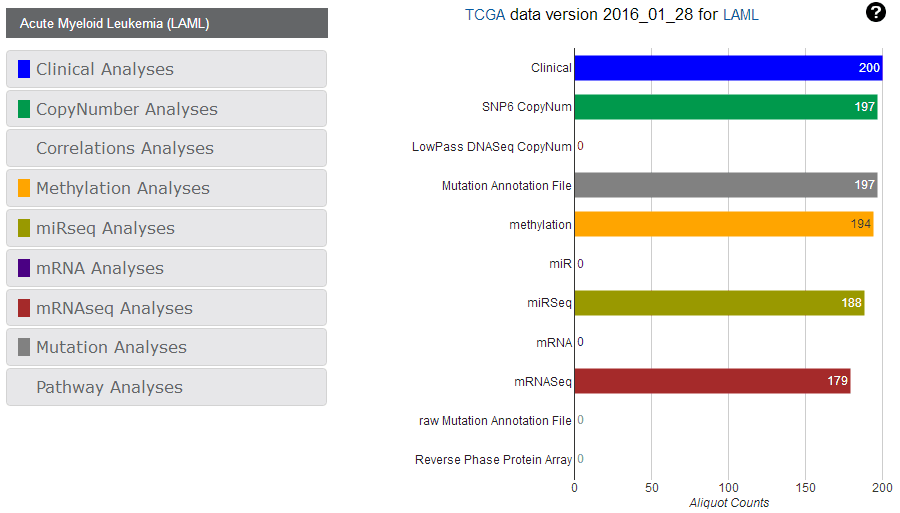 Acute Myeloid Leukemia (LAML)
Clinical Analyses
CopyNumber Analyses
Correlations Analyses
Methylation Analyses
miRseq Analyses
mRNA Analyses
mRNAseq Analyses
Mutation Analyses
Pathway Analyses
TCGA data version 2016_01_28 for LAML
?
Clinical 200
SNP6 CopyNum 197
LowPass DNASeq CopyNum 0
Mutation Annotation File 197
methylation 194
miR 0
miRSeq 188
mRNA 0
mRNASeq 179
raw Mutation Annotation File 0
Reverse Phase Protein Array 0
0 50 100 150 200
Aliquot Counts